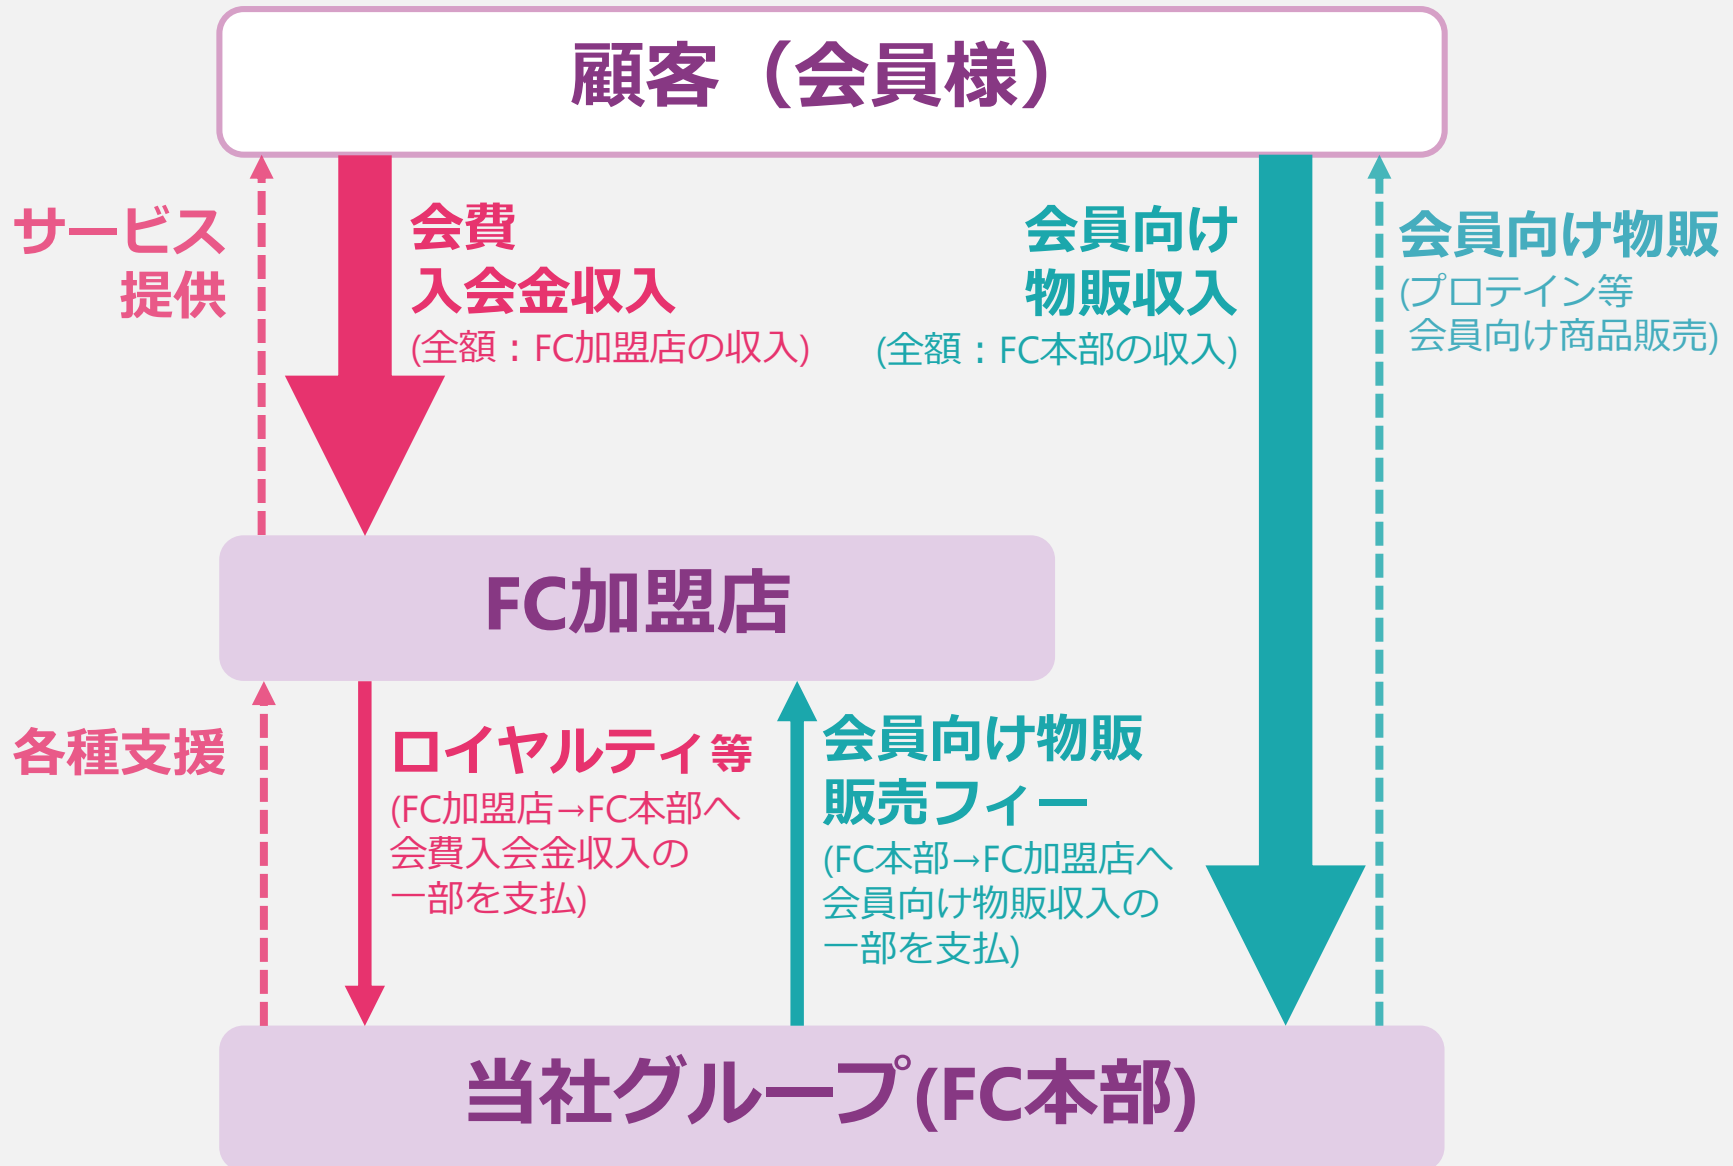 顧客（会員様）
サービス
提供
会費
入会金収入
(全額：FC加盟店の収入)
会員向け
物販収入
(全額：FC本部の収入)
会員向け物販
(プロテイン等
会員向け商品販売)
FC加盟店
各種支援
ロイヤルティ等
(FC加盟店→FC本部へ
会費入会金収入の
一部を支払)
会員向け物販
販売フィー
(FC本部→FC加盟店へ
会員向け物販収入の
一部を支払)
当社グループ(FC本部)